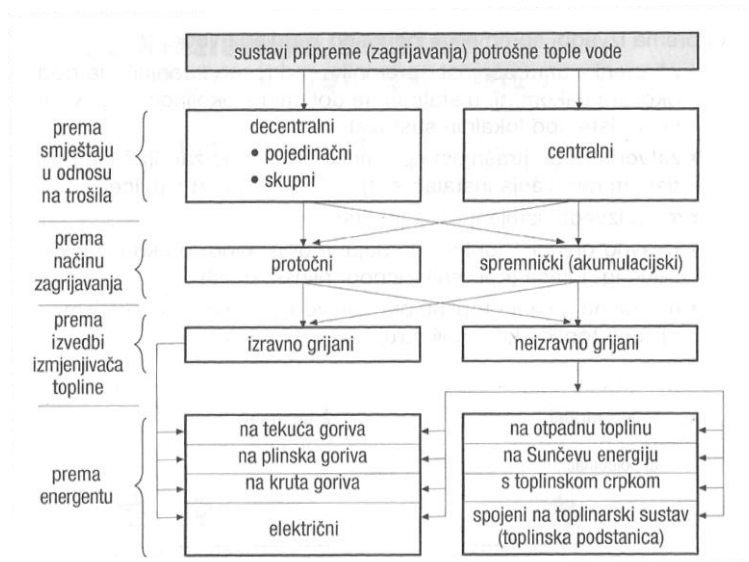 sustavi pripreme (zagrijavanja) potrošne tople vode
prema
smještaju
u odnosu
na trošila
decentralni
• pojedinačni
• skupni
centralni
prema
načinu
zagrijavanja
protočni
spremnički (akumulacijski)
prema
izvedbi
izmjenjivača
topline
izravno grijani
neizravno grijani
prema
energentu
na tekuća goriva
na plinska goriva
na kruta goriva
električni
na otpadnu toplinu
na Sunčevu energiju
s toplinskom crpkom
spojeni na toplinarski sustav
(toplinska podstanica)